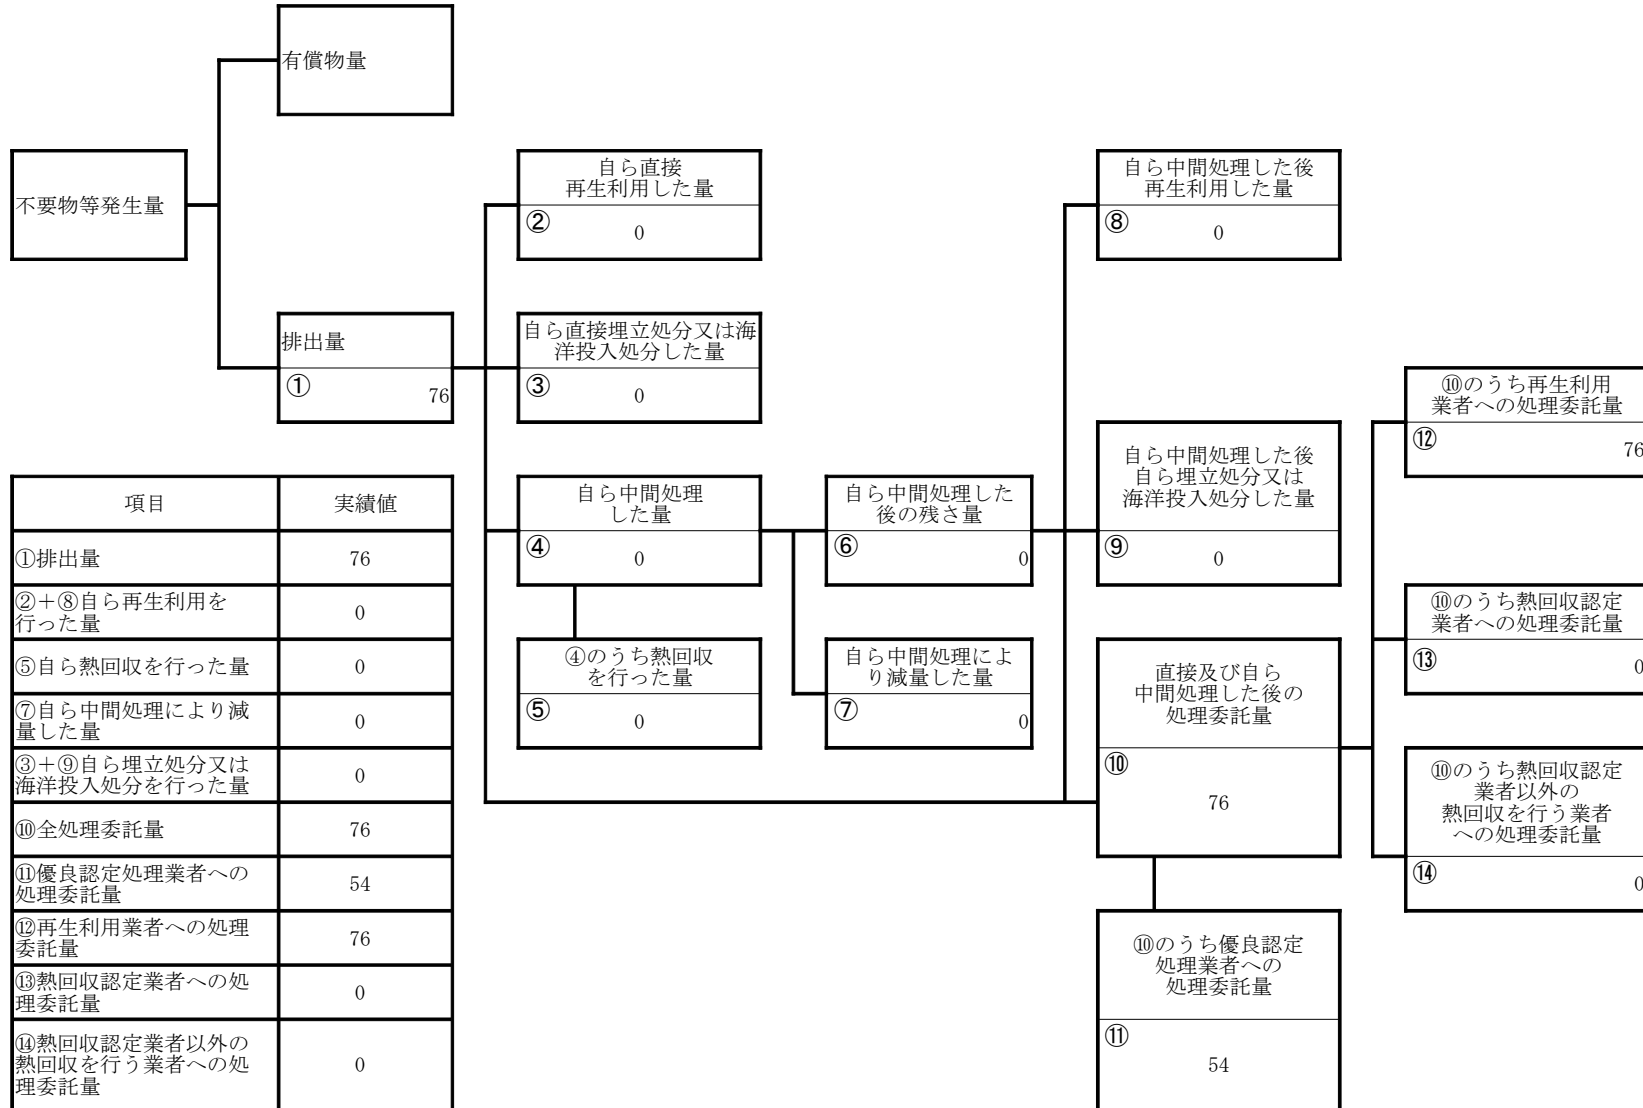 有償物量
不要物等発生量
自ら直接
再生利用した量
②
0
自ら中間処理した後
再生利用した量
⑧
0
排出量
①
76
自ら直接埋立処分又は海
洋投入処分した量
③
0
⑩のうち再生利用
業者への処理委託量
⑫
76
自ら中間処理
した量
④
0
自ら中間処理した
後の残さ量
⑥
0
自ら中間処理した後
自ら埋立処分又は
海洋投入処分した量
⑨
0
④のうち熱回収
を行った量
⑤
0
自ら中間処理によ
り減量した量
⑦
0
直接及び自ら
中間処理した後の
処理委託量
⑩
76
⑩のうち熱回収認定
業者への処理委託量
⑬
0
⑩のうち熱回収認定
業者以外の
熱回収を行う業者
への処理委託量
⑭
0
⑩のうち優良認定
処理業者への
処理委託量
⑪
54
項目 実績値
①排出量 76
②+⑧自ら再生利用を
行った量 0
⑤自ら熱回収を行った量 0
⑦自ら中間処理により減
量した量 0
③+⑨自ら埋立処分又は
海洋投入処分を行った量 0
⑩全処理委託量 76
⑪優良認定処理業者への
処理委託量 54
⑫再生利用業者への処理
委託量 76
⑬熱回収認定業者への処
理委託量 0
⑭熱回収認定業者以外の
熱回収を行う業者への処
理委託量 0